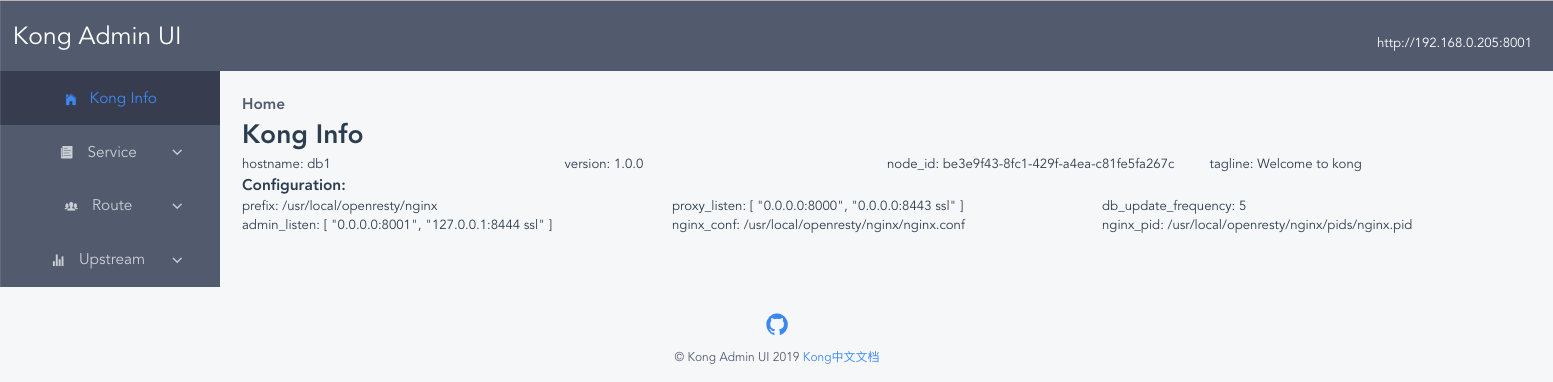 Kong Admin UI
http://192.168.0.205:8001
Kong Info
Service
Route
Upstream
Home
Kong Info
hostname: db1 version: 1.0.0 node_id: be3e9f43-8fc1-429f-a4ea-c81fe5fa267c tagline: Welcome to kong
Configuration:
prefix: /usr/local/openresty/nginx proxy_listen: [ "0.0.0.0:8000", "0.0.0.0:8443 ssl" ] db_update_frequency: 5
admin_listen: [ "0.0.0.0:8001", "127.0.0.1:8444 ssl" ] nginx_conf: /usr/local/openresty/nginx/nginx.conf nginx_pid: /usr/local/openresty/nginx/pids/nginx.pid
© Kong Admin UI 2019 Kong中文文档